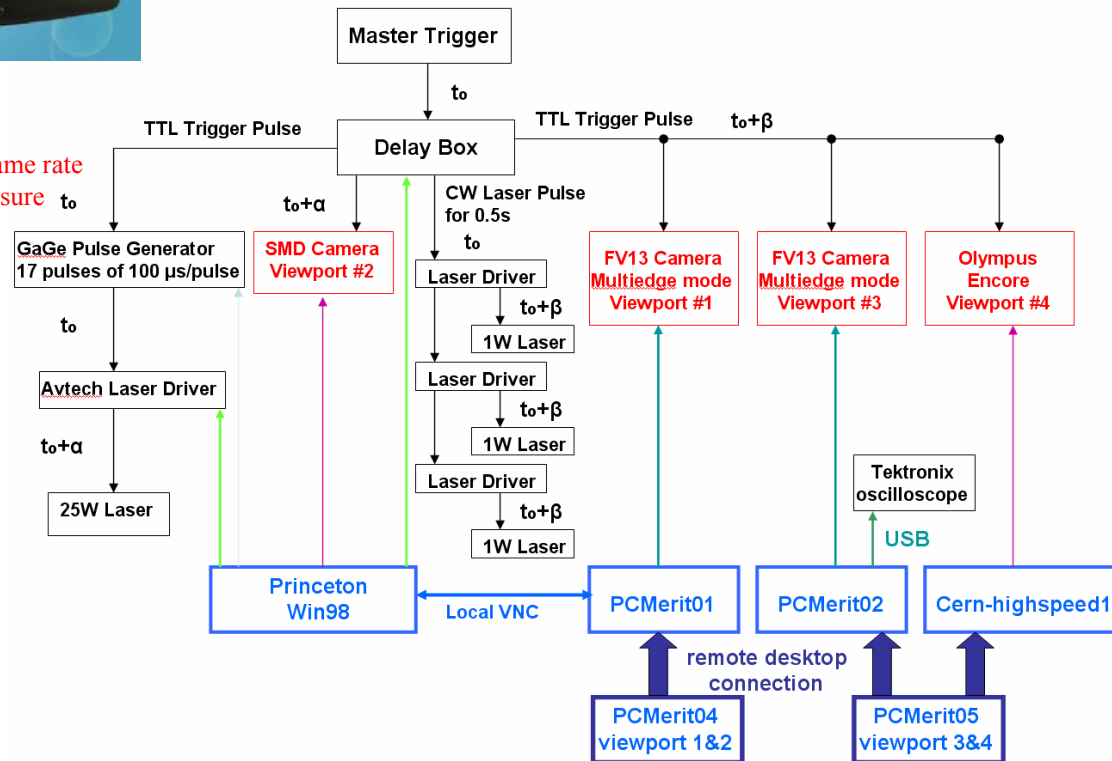 Master Trigger
t₀
TTL Trigger Pulse
TTL Trigger Pulse
t₀+β
Delay Box
ame rate
sure
t₀
t₀+α
CW Laser Pulse
for 0.5s
t₀
GaGe Pulse Generator
17 pulses of 100 µs/pulse
SMD Camera
Viewport #2
Laser Driver
FV13 Camera
Multiedge mode
Viewport #1
FV13 Camera
Multiedge mode
Viewport #3
Olympus
Encore
Viewport #4
t₀
t₀+β
1W Laser
Avtech Laser Driver
Laser Driver
t₀+β
1W Laser
t₀+α
Laser Driver
Tektronix
oscilloscope
25W Laser
t₀+β
1W Laser
USB
Princeton
Win98
Local VNC
PCMerit01
PCMerit02
Cern-highspeed1
remote desktop
connection
PCMerit04
viewport 1&2
PCMerit05
viewport 3&4